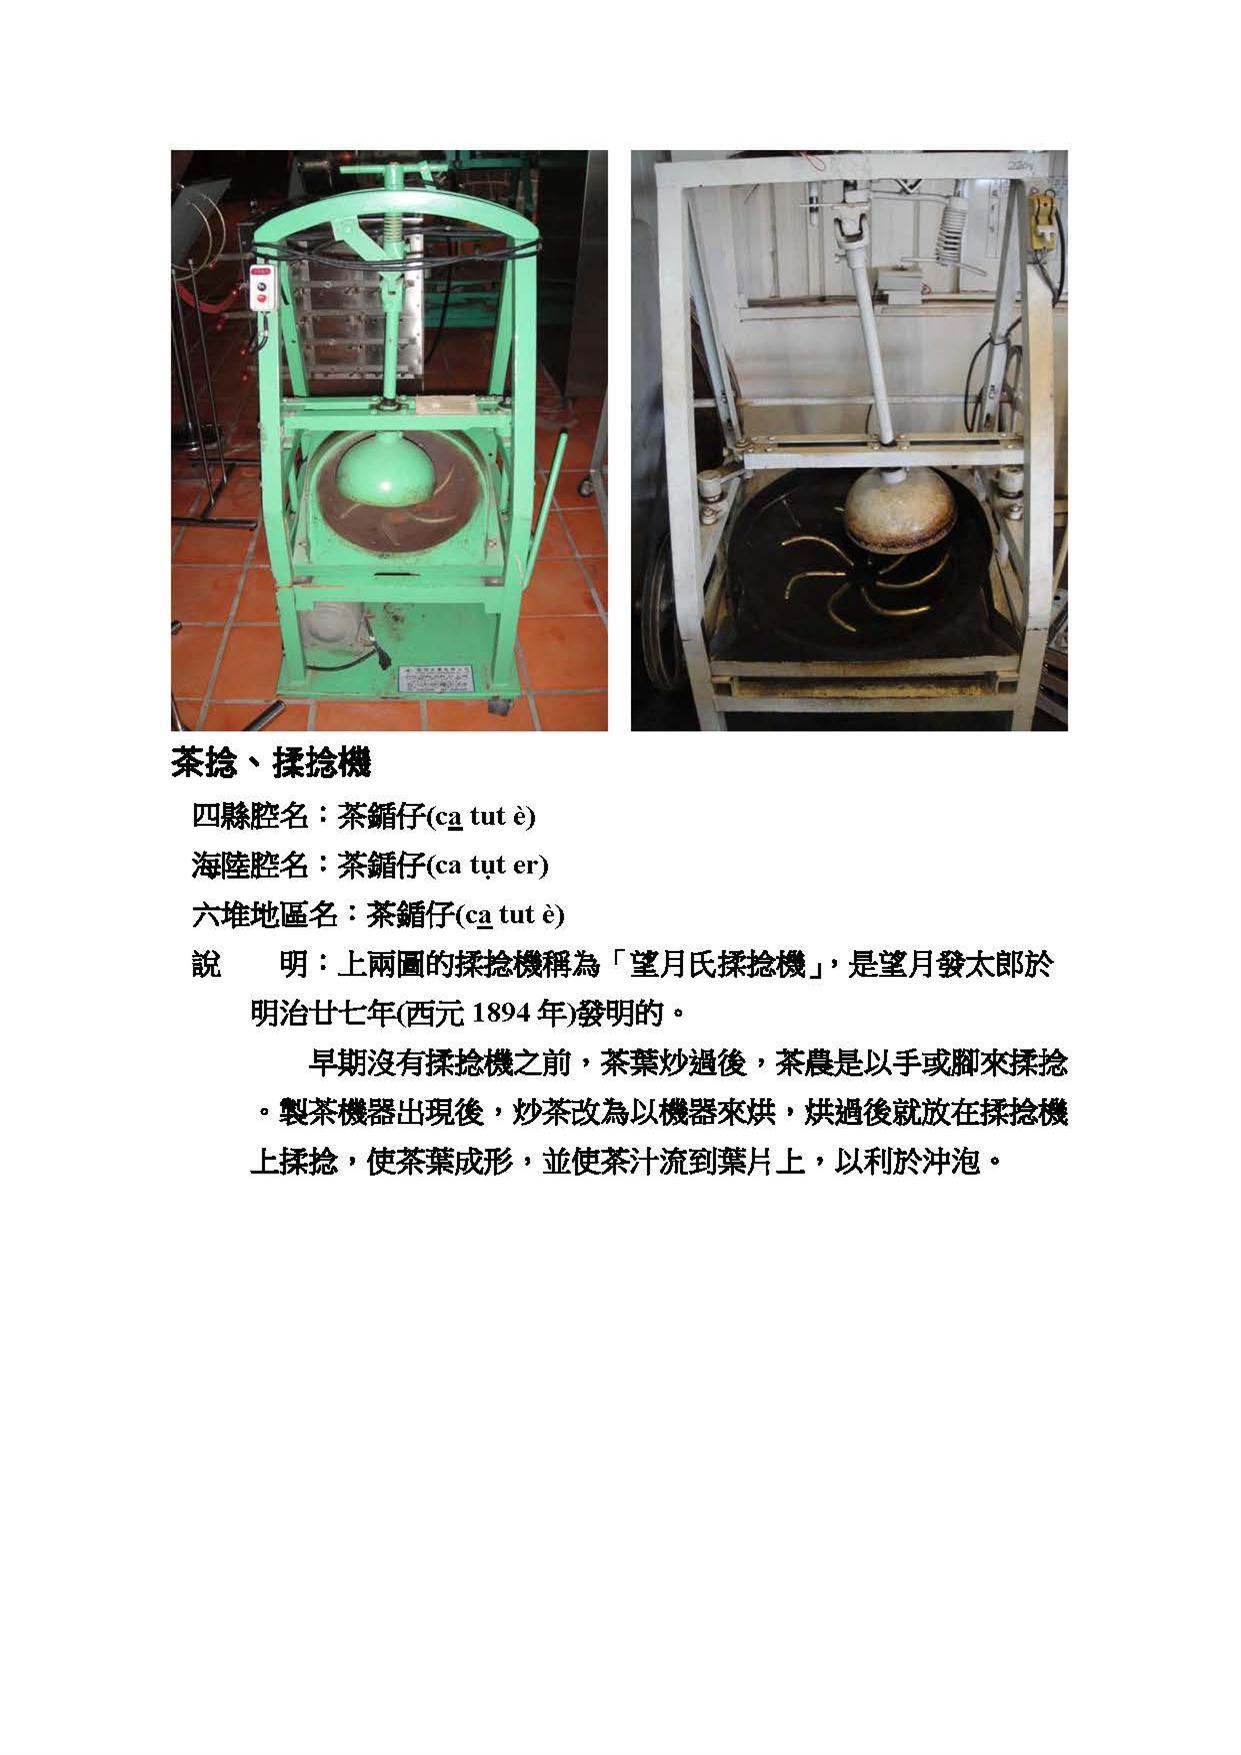 茶捻、揉捻機
四縣腔名：茶鍎仔(ca tut è)
海陸腔名：茶鍎仔(ca tụt er)
六堆地區名：茶鍎仔(ca tut è)
說　　明：上兩圖的揉捻機稱為「望月氏揉捻機」，是望月發太郎於
明治廿七年(西元 1894 年)發明的。
早期沒有揉捻機之前，茶葉炒過後，茶農是以手或腳來揉捻
。製茶機器出現後，炒茶改為以機器來烘，烘過後就放在揉捻機
上揉捻，使茶葉成形，並使茶汁流到葉片上，以利於沖泡。